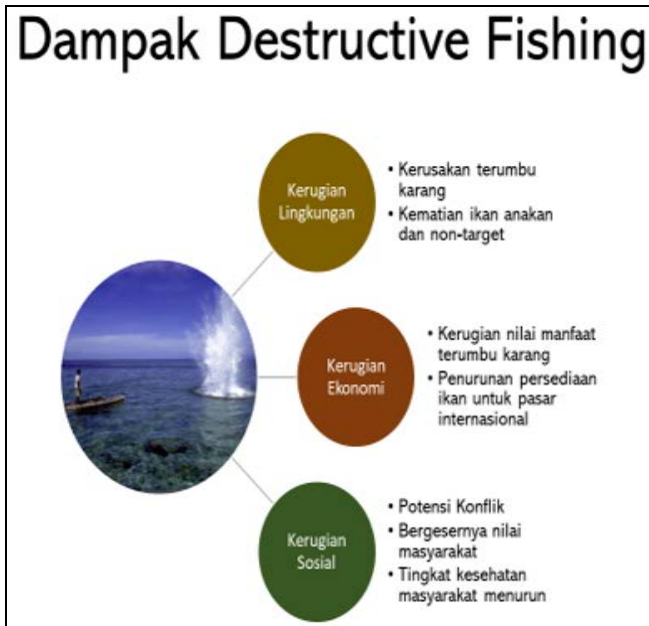 Dampak Destructive Fishing
Kerugian
Lingkungan
• Kerusakan terumbu
karang
• Kematian ikan anakan
dan non-target
Kerugian
Ekonomi
• Kerugian nilai manfaat
terumbu karang
• Penurunan persediaan
ikan untuk pasar
internasional
Kerugian
Sosial
• Potensi Konflik
• Bergesernya nilai
masyarakat
• Tingkat kesehatan
masyarakat menurun